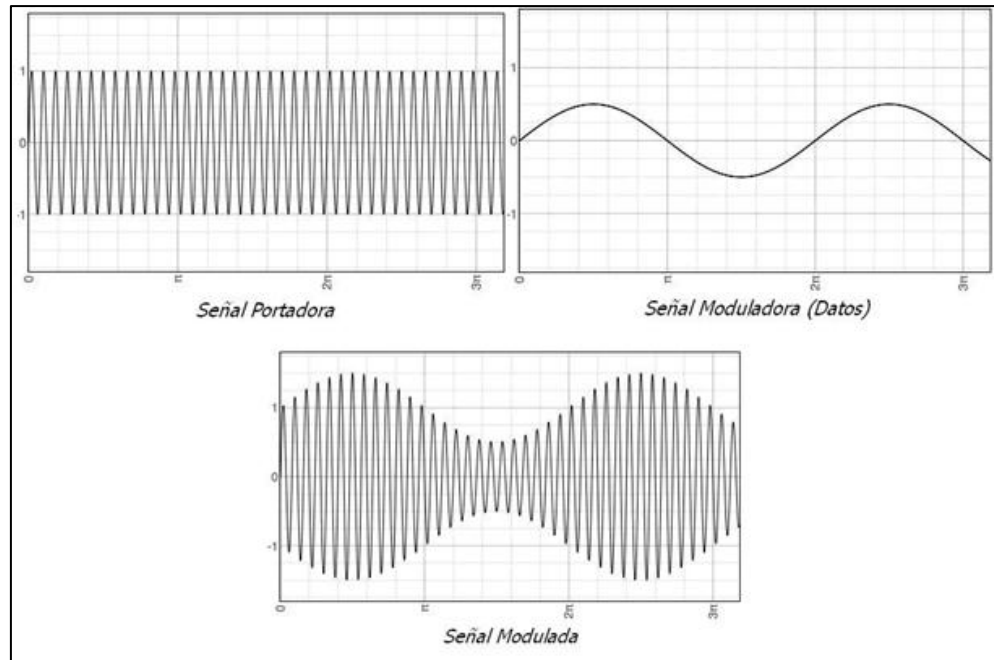 1
0
-1
0
π
2π
3π
Señal Portadora
1
0
-1
0
π
2π
3π
Señal Moduladora (Datos)
1
0
-1
0
π
2π
3π
Señal Modulada